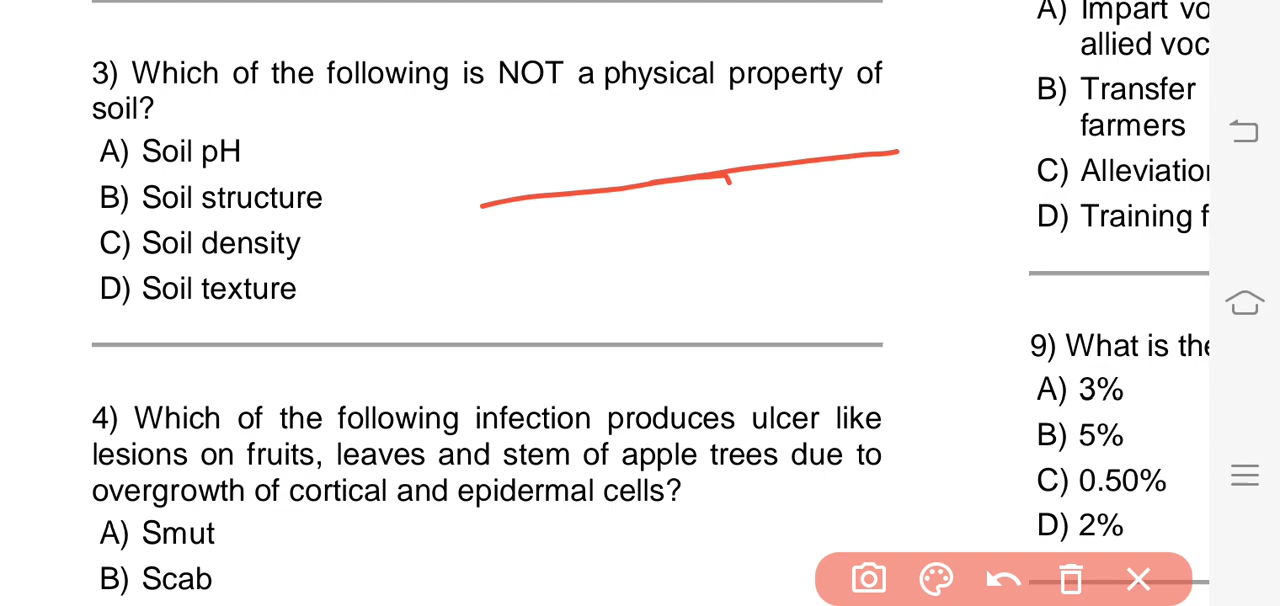 3) Which of the following is NOT a physical property of
soil?
A) Soil pH
B) Soil structure
C) Soil density
D) Soil texture
4) Which of the following infection produces ulcer like
lesions on fruits, leaves and stem of apple trees due to
overgrowth of cortical and epidermal cells?
A) Smut
B) Scab
A) Impart
allied
B) Transfer
farmers
C)
D) Training
9) What is
A) 3%
B) 5%
C) 0.50%
D) 2%